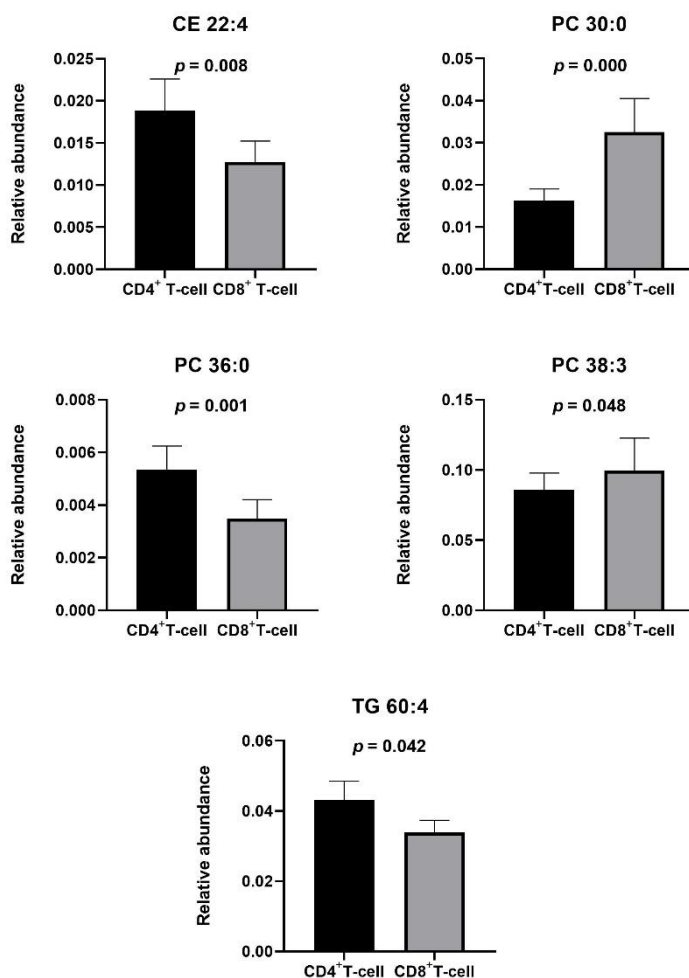 CE 22:4
p = 0.008
Relative abundance
0.025
0.020
0.015
0.010
0.005
0.000
CD4+ T-cell CD8+ T-cell
PC 30:0
p = 0.000
Relative abundance
0.05
0.04
0.03
0.02
0.01
0.00
CD4+ T-cell CD8+ T-cell
PC 36:0
p = 0.001
Relative abundance
0.008
0.006
0.004
0.002
0.000
CD4+T-cell CD8+T-cell
PC 38:3
p = 0.048
Relative abundance
0.15
0.10
0.05
0.00
CD4+T-cell CD8+T-cell
TG 60:4
p = 0.042
Relative abundance
0.06
0.04
0.02
0.00
CD4+T-cell CD8+T-cell